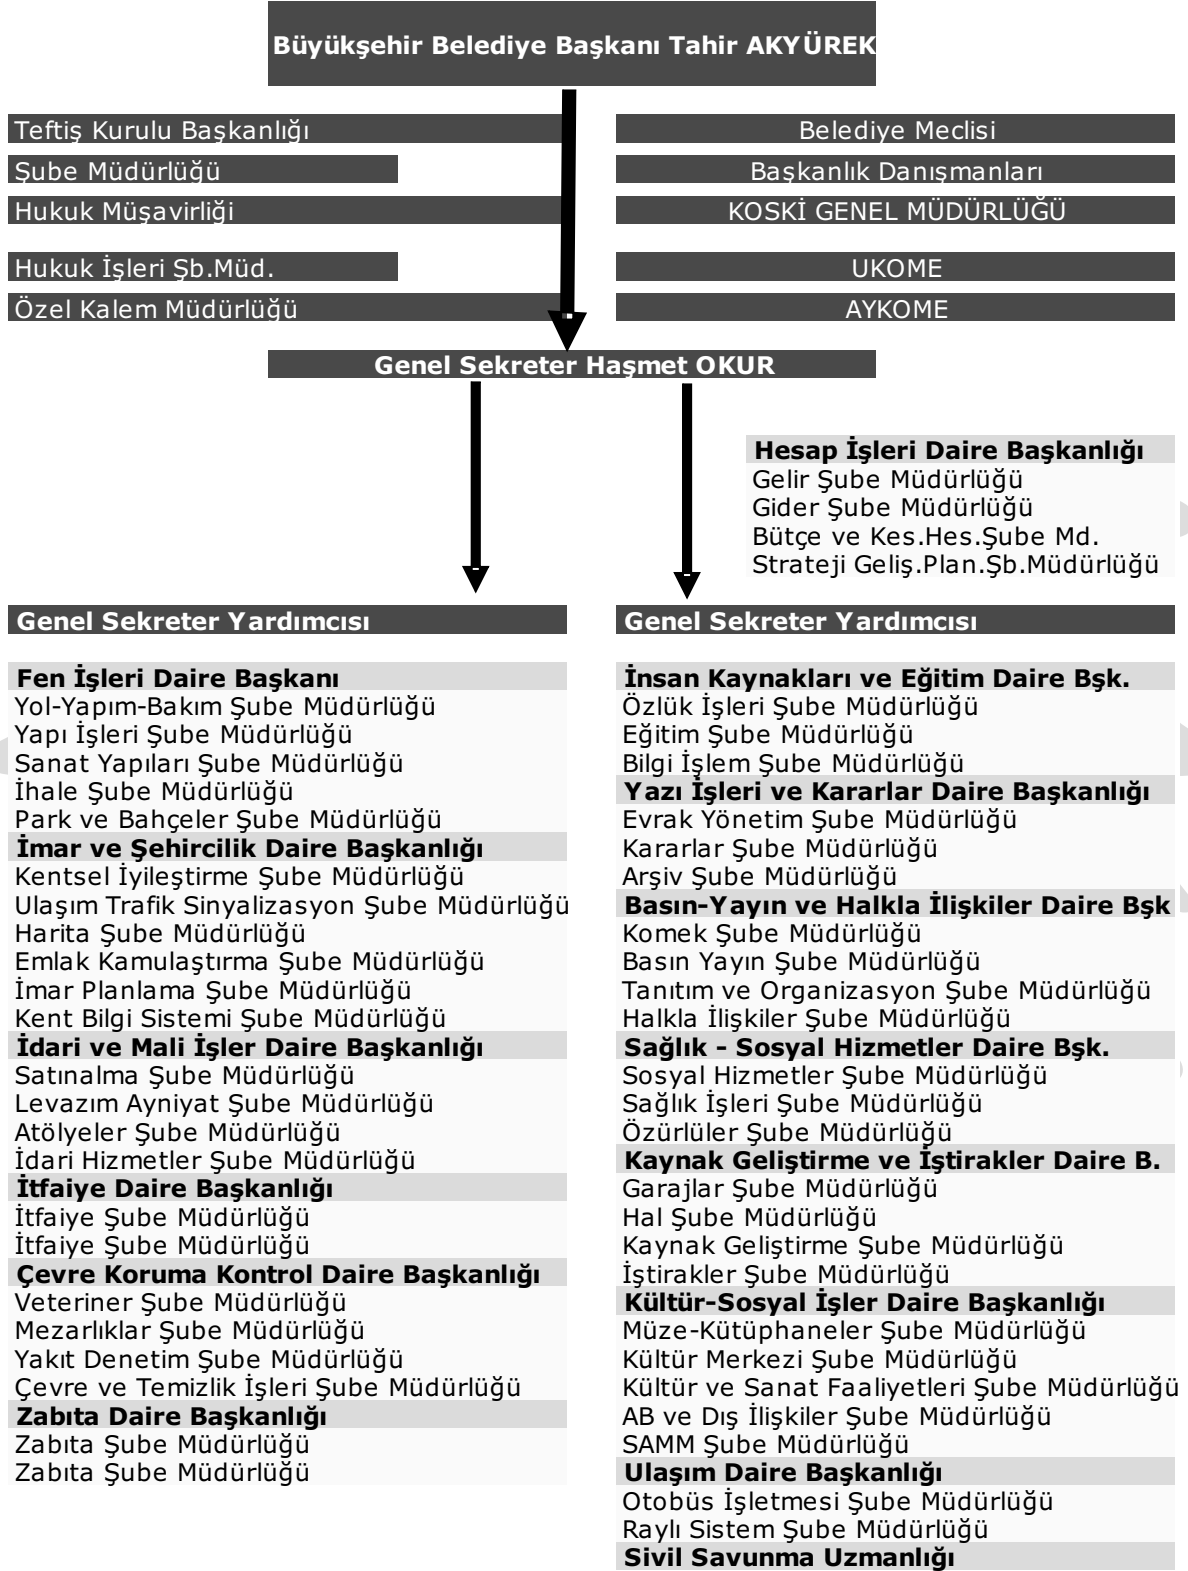 Büyükşehir Belediye Başkanı Tahir AKYÜREK
Teftiş Kurulu Başkanlığı
Şube Müdürlüğü
Hukuk Müşavirliği
Hukuk İşleri Şb.Müd.
Özel Kalem Müdürlüğü
Belediye Meclisi
Başkanlık Danışmanları
KOSKİ GENEL MÜDÜRLÜĞÜ
UKOME
AYKOME
Genel Sekreter Haşmet OKUR
Hesap İşleri Daire Başkanlığı
Gelir Şube Müdürlüğü
Gider Şube Müdürlüğü
Bütçe ve Kes.Hes.Şube Md.
Strateji Geliş.Plan.Şb.Müdürlüğü
Genel Sekreter Yardımcısı
Fen İşleri Daire Başkanı
Yol-Yapım-Bakım Şube Müdürlüğü
Yapı İşleri Şube Müdürlüğü
Sanat Yapıları Şube Müdürlüğü
İhale Şube Müdürlüğü
Park ve Bahçeler Şube Müdürlüğü
İmar ve Şehircilik Daire Başkanlığı
Kentsel İyileştirme Şube Müdürlüğü
Ulaşım Trafik Sinyalizasyon Şube Müdürlüğü
Harita Şube Müdürlüğü
Emlak Kamulaştırma Şube Müdürlüğü
İmar Planlama Şube Müdürlüğü
Kent Bilgi Sistemi Şube Müdürlüğü
İdari ve Mali İşler Daire Başkanlığı
Satınalma Şube Müdürlüğü
Levazım Ayniyat Şube Müdürlüğü
Atölyeler Şube Müdürlüğü
İdari Hizmetler Şube Müdürlüğü
İtfaiye Daire Başkanlığı
İtfaiye Şube Müdürlüğü
İtfaiye Şube Müdürlüğü
Çevre Koruma Kontrol Daire Başkanlığı
Veteriner Şube Müdürlüğü
Mezarlıklar Şube Müdürlüğü
Yakıt Denetim Şube Müdürlüğü
Çevre ve Temizlik İşleri Şube Müdürlüğü
Zabıta Daire Başkanlığı
Zabıta Şube Müdürlüğü
Zabıta Şube Müdürlüğü
Genel Sekreter Yardımcısı
İnsan Kaynakları ve Eğitim Daire Bşk.
Özlük İşleri Şube Müdürlüğü
Eğitim Şube Müdürlüğü
Bilgi İşlem Şube Müdürlüğü
Yazı İşleri ve Kararlar Daire Başkanlığı
Evrak Yönetim Şube Müdürlüğü
Kararlar Şube Müdürlüğü
Arşiv Şube Müdürlüğü
Basın-Yayın ve Halkla İlişkiler Daire Bşk
Komek Şube Müdürlüğü
Basın Yayın Şube Müdürlüğü
Tanıtım ve Organizasyon Şube Müdürlüğü
Halkla İlişkiler Şube Müdürlüğü
Sağlık - Sosyal Hizmetler Daire Bşk.
Sosyal Hizmetler Şube Müdürlüğü
Sağlık İşleri Şube Müdürlüğü
Özürlüler Şube Müdürlüğü
Kaynak Geliştirme ve İştirakler Daire B.
Garajlar Şube Müdürlüğü
Hal Şube Müdürlüğü
Kaynak Geliştirme Şube Müdürlüğü
İştirakler Şube Müdürlüğü
Kültür-Sosyal İşler Daire Başkanlığı
Müze-Kütüphaneler Şube Müdürlüğü
Kültür Merkezi Şube Müdürlüğü
Kültür ve Sanat Faaliyetleri Şube Müdürlüğü
AB ve Dış İlişkiler Şube Müdürlüğü
SAMM Şube Müdürlüğü
Ulaşım Daire Başkanlığı
Otobüs İşletmesi Şube Müdürlüğü
Raylı Sistem Şube Müdürlüğü
Sivil Savunma Uzmanlığı